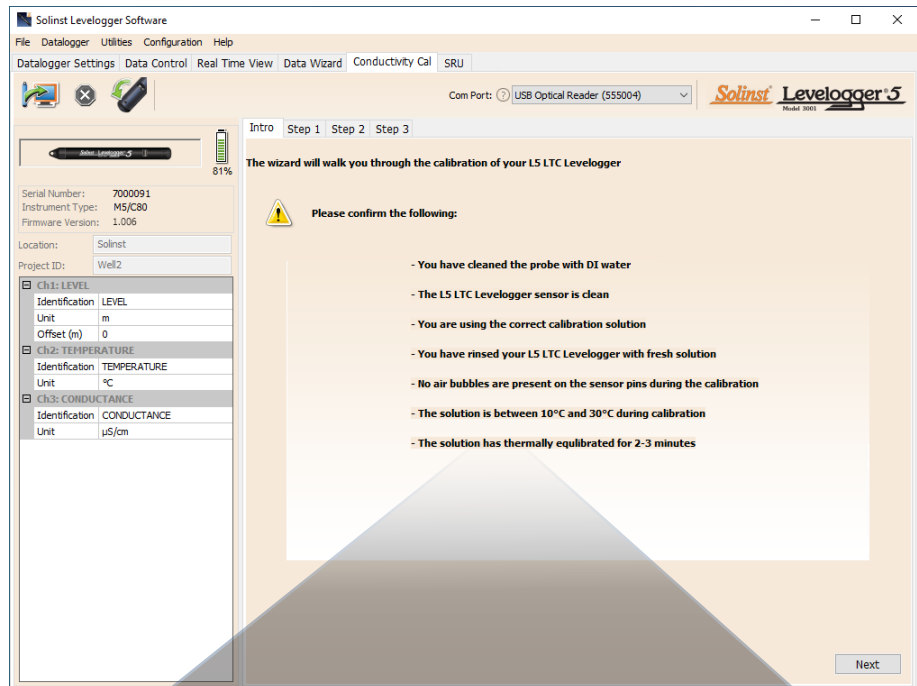 Solinst Levelogger Software
File Datalogger Utilities Configuration Help
Datalogger Settings Data Control Real Time View Data Wizard Conductivity Cal SRU
Com Port: ? USB Optical Reader (555004)
Solinst Levelogger 5
Model 3001
Intro Step 1 Step 2 Step 3
Solinst Levelogger 5
81%
The wizard will walk you through the calibration of your L5 LTC Levelogger
Serial Number: 7000091
Instrument Type: M5/C80
Firmware Version: 1.006
Please confirm the following:
Location: Solinst
Project ID: Well2
Ch1: LEVEL
Identification LEVEL
Unit m
Offset (m) 0
Ch2: TEMPERATURE
Identification TEMPERATURE
Unit °C
Ch3: CONDUCTANCE
Identification CONDUCTANCE
Unit µS/cm
- You have cleaned the probe with DI water
- The L5 LTC Levelogger sensor is clean
- You are using the correct calibration solution
- You have rinsed your L5 LTC Levelogger with fresh solution
- No air bubbles are present on the sensor pins during the calibration
- The solution is between 10°C and 30°C during calibration
- The solution has thermally equlibrated for 2-3 minutes
Next